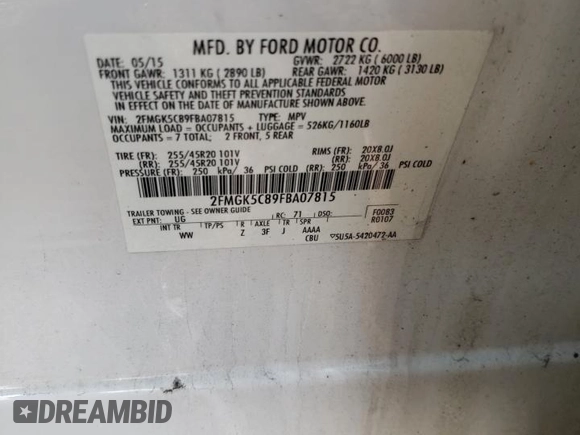 MFD. BY FORD MOTOR CO.
DATE: 05/15 GVWR: 2722 KG ( 6000 LB)
FRONT GAWR: 1311 KG ( 2890 LB) REAR GAWR: 1420 KG ( 3130 LB)
THIS VEHICLE CONFORMS TO ALL APPLICABLE FEDERAL MOTOR
VEHICLE SAFETY AND THEFT PREVENTION STANDARDS
IN EFFECT ON THE DATE OF MANUFACTURE SHOWN ABOVE.
VIN: 2FMGK5C89FBA07815 TYPE: MPV
MAXIMUM LOAD = OCCUPANTS + LUGGAGE = 526KG/1160LB
OCCUPANTS = 7 TOTAL; 2 FRONT, 5 REAR
TIRE (FR): 255/45R20 101V RIMS (FR): 20X8.0J
(RR): 255/45R20 101V (RR): 20X8.0J
PRESSURE (FR): 250 kPa/ 36 PSI COLD (RR): 250 kPa/ 36 PSI COLD
2FMGK5C89FBA07815
TRAILER TOWING - SEE OWNER GUIDE
EXT PNT: UG RC: 71 DSO: F0083
R0107
INT TR TP/PS R AXLE TR SPR
WW Z 3F J AAAA
CBU
5USA-5420472-AA
DREAMBID